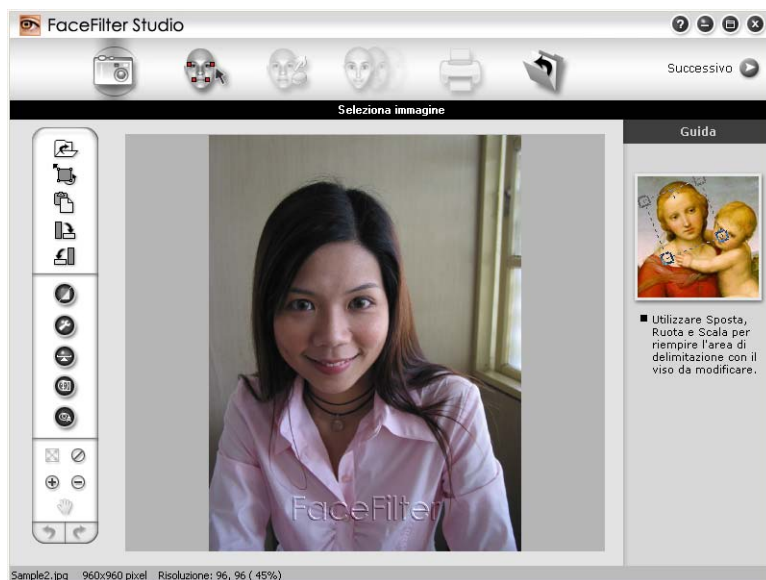 FaceFilter Studio
Successivo
Seleziona immagine
Guida
Utilizzare Sposta,
Ruota e Scala per
riempire l'area di
delimitazione con il
viso da modificare.
FaceFilter
Sample2.jpg 960x960 pixel Risoluzione: 96, 96 ( 45%)